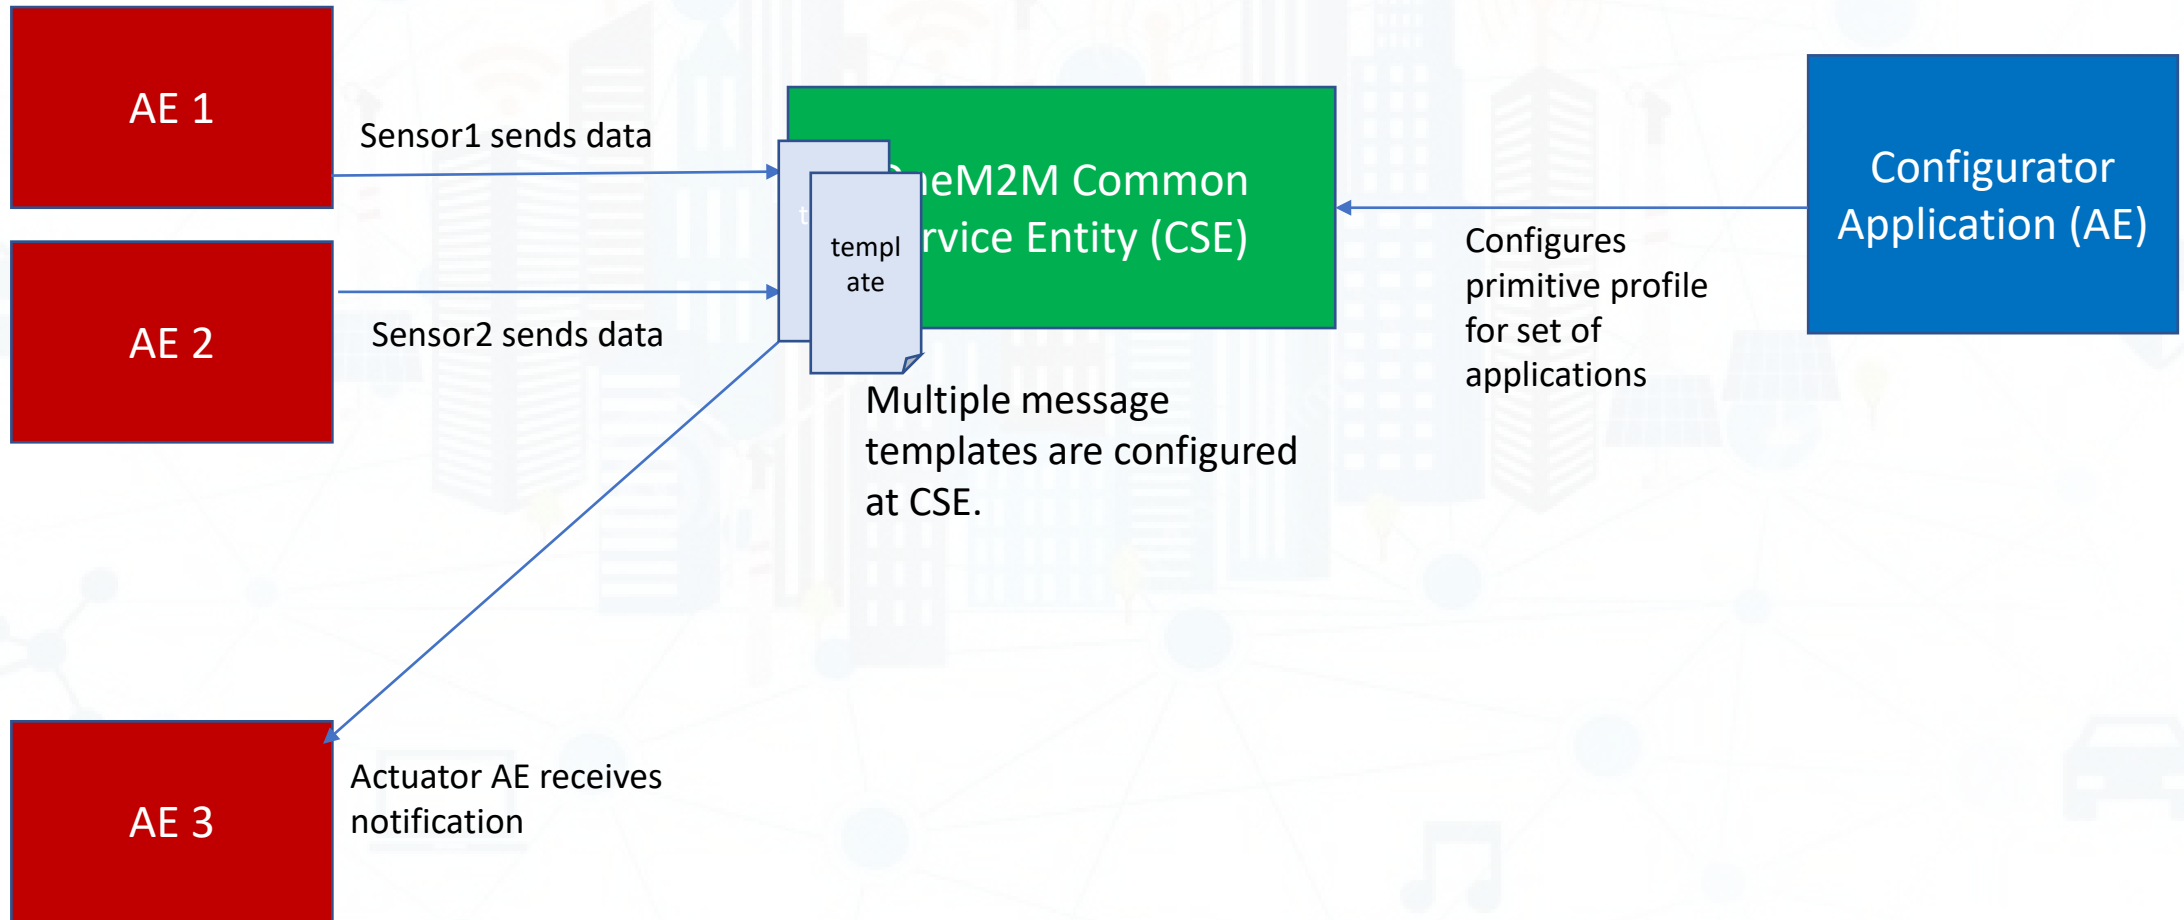 AE 1
Sensor1 sends data
AE 2
Sensor2 sends data
t
templ
ate
neM2M Common
rvice Entity (CSE)
Multiple message
templates are configured
at CSE.
Configures
primitive profile
for set of
applications
Configurator
Application (AE)
AE 3
Actuator AE receives
notification